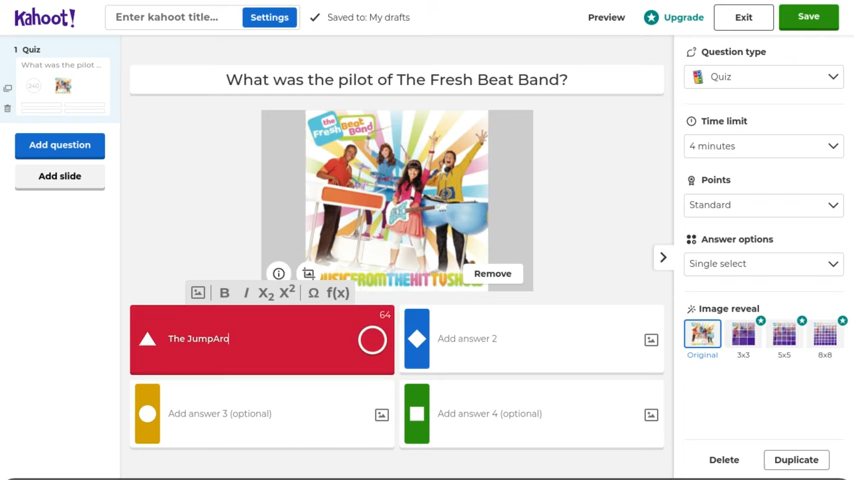 Kahoot!
Enter kahoot title...
Settings
Saved to: My drafts
Preview
Upgrade
Exit
Save
1 Quiz
What was the pilot ...
240
Add question
Add slide
What was the pilot of The Fresh Beat Band?
the
Fresh Beat
Band
MUSIC FROM THE HIT TV SHOW
Remove
B I X2 X2 Ω f(x)
64
The JumpAro
Add answer 2
Add answer 3 (optional)
Add answer 4 (optional)
Question type
Quiz
Time limit
4 minutes
Points
Standard
Answer options
Single select
Image reveal
Original
3x3
5x5
8x8
Delete
Duplicate